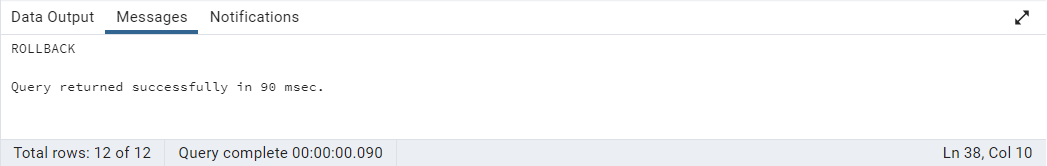 Data Output Messages Notifications
ROLLBACK
Query returned successfully in 90 msec.
Total rows: 12 of 12 Query complete 00:00:00.090 Ln 38, Col 10